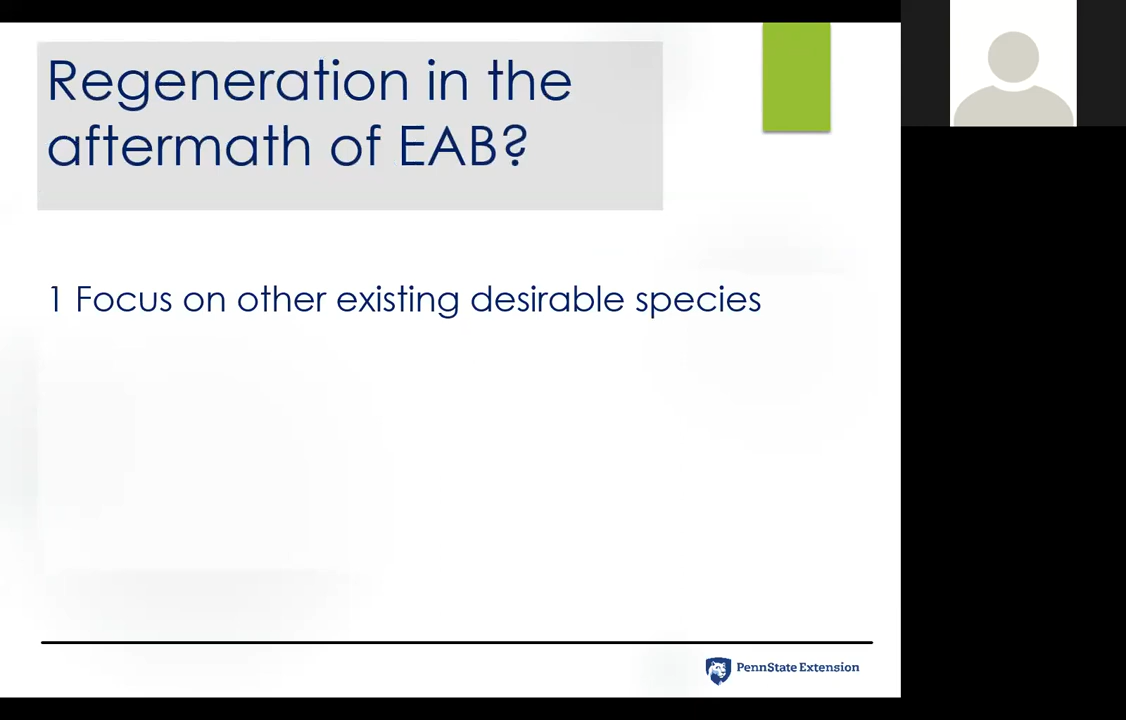 Regeneration in the
aftermath of EAB?
1 Focus on other existing desirable species
PennState Extension